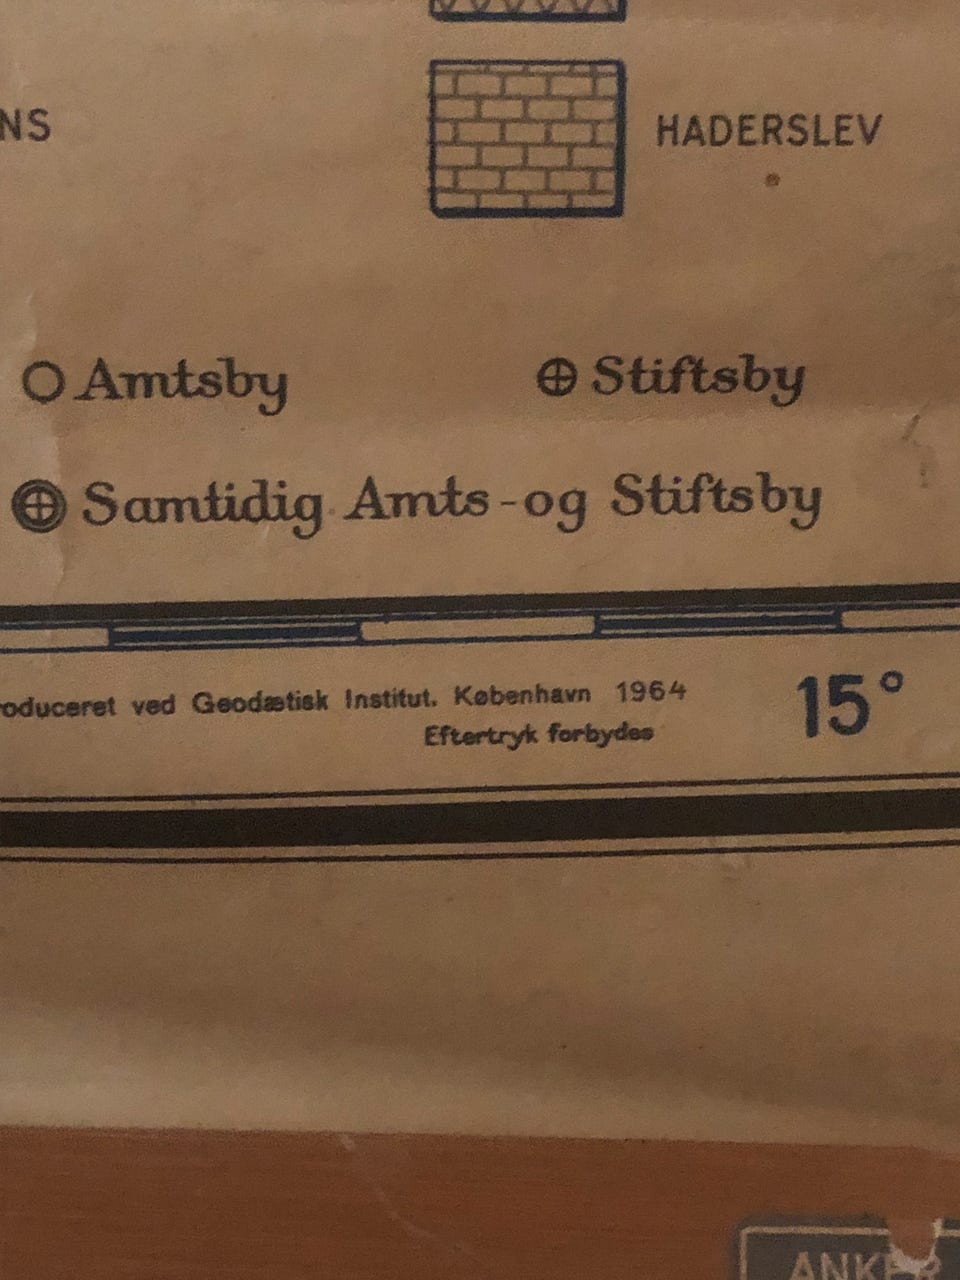 NS
HADERSLEV
Amtsby
Stiftsby
Samtidig Amts-og Stiftsby
oduceret ved Geodætisk Institut. København 1964
Eftertryk forbydes
15°